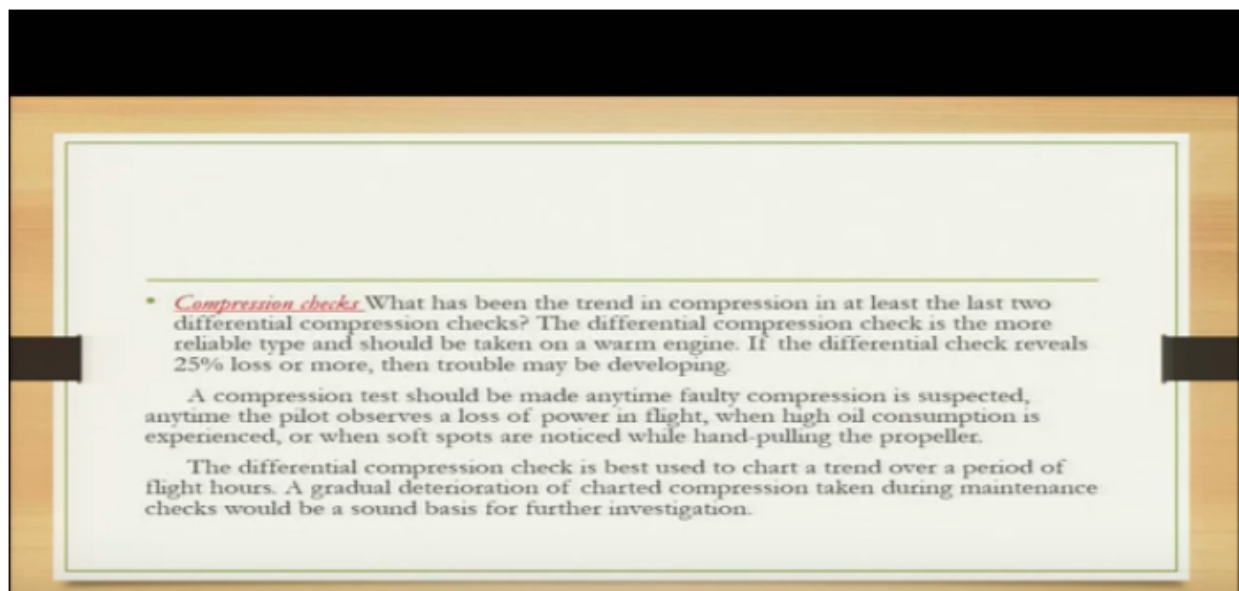 • Compression checks What has been the trend in compression in at least the last two
differential compression checks? The differential compression check is the more
reliable type and should be taken on a warm engine. If the differential check reveals
25% loss or more, then trouble may be developing.
A compression test should be made anytime faulty compression is suspected,
anytime the pilot observes a loss of power in flight, when high oil consumption is
experienced, or when soft spots are noticed while hand-pulling the propeller.
The differential compression check is best used to chart a trend over a period of
flight hours. A gradual deterioration of charted compression taken during maintenance
checks would be a sound basis for further investigation.